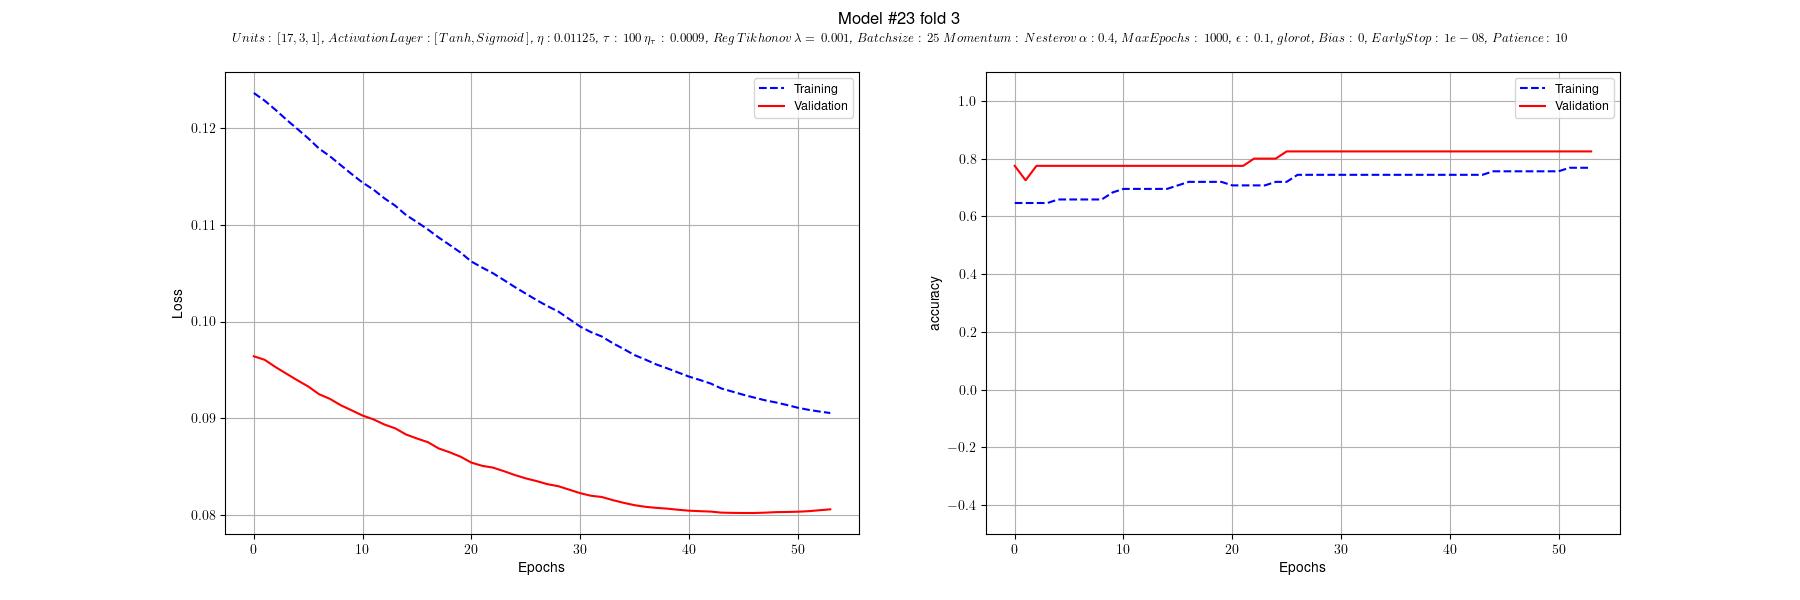 Model #23 fold 3
Units : [17, 3, 1], ActivationLayer : [Tanh, Sigmoid], η : 0.01125, τ : 100 ητ : 0.0009, Reg Tikhonov λ = 0.001, Batchsize : 25 Momentum : Nesterov α : 0.4, MaxEpochs : 1000, ϵ : 0.1, glorot, Bias : 0, EarlyStop : 1e − 08, Patience : 10
Training
Validation
0.12
0.11
0.10
0.09
0.08
Loss
0 10 20 30 40 50
Epochs
Training
Validation
1.0
0.8
0.6
0.4
0.2
0.0
−0.2
−0.4
accuracy
0 10 20 30 40 50
Epochs